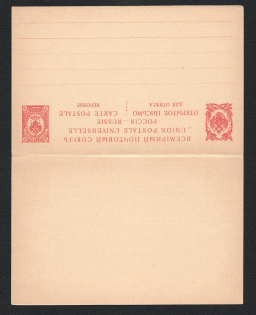 ВСЕМІРНЫЙ ПОЧТОВЫЙ СОЮЗЪ
UNION POSTALE UNIVERSELLE
РОССІЯ – RUSSIE
ОТКРЫТОЕ ПИСЬМО CARTE POSTALE
ДЛЯ ОТВѢТА RÉPONSE